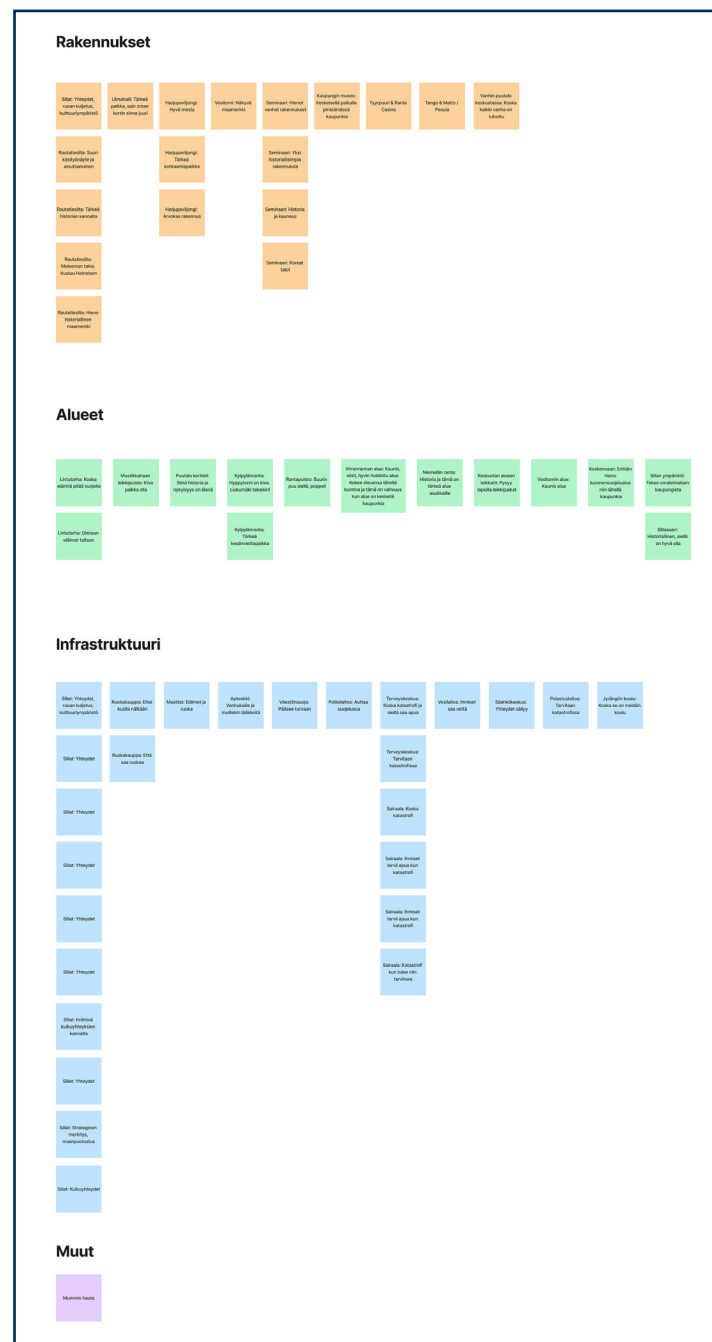 Rakennukset
Sillat: Yhteydet,
ruoan kuljetus,
kulttuuriympäristö
Uimahalli: Tärkeä
paikka, sain oman
kortin sinne juuri
Harjupaviljongi:
Hyvä mesta
Vesitorni: Näkyvä
maamerkki
Seminaari: Hienot
vanhat rakennukset
Kaupungin museo:
Keskeisellä paikalla
piristämässä
kaupunkia
Tyyrpuuri & Ranta
Casino
Tango & Matto /
Pesula
Vanhin puutalo
keskustassa: Koska
kaikki vanha on
tuhottu
Rautatiesilta: Suuri
käsityönäyte ja
ainutlaatuinen
Harjupaviljongi:
Tärkeä
kohtaamispaikka
Seminaari: Yksi
historiallisimpia
rakennuksia
Rautatiesilta: Tärkeä
historian kannalta
Harjupaviljongi:
Arvokas rakennus
Seminaari: Historia
ja kauneus
Rautatiesilta:
Maiseman takia.
Kuuluu Heinolaan
Seminaari: Komeat
talot
Rautatiesilta: Hieno
historiallinen
maamerkki
Alueet
Lintutarha: Koska
eläimiä pitää suojella
Musiikkiaiheen
leikkipuisto: Kiva
paikka olla
Puutalo kortteli:
Siinä historia ja
nykyisyys on läsnä
Kylpylänranta:
Hyppytorni on kiva.
Liukumäki takaisin!
Rantapuisto: Suurin
puu siellä, poppeli
Virranrannan alue: Kaunis,
siisti, hyvin hoidettu alue.
Kokee olevansa lähellä
luontoa ja tämä on vahvuus
kun alue on keskellä
kaupunkia
Niemelän ranta:
Historia ja tämä on
tärkeä alue
asukkaille
Keskustan alueen
leikkarit: Pysyy
lapsilla leikkipaikat
Vesitornin alue:
Kaunis alue
Koskensaari: Erittäin
hieno
luonnonsuojelualue
niin lähellä
kaupunkia
Sillan ympäristö:
Tekee omaleimaisen
kaupungista
Lintutarha: Otetaan
eläimet talteen
Kylpylänranta:
Tärkeä
kesänviettopaikka
Siltasaari:
Historiallinen, siellä
on hyvä olla
Infrastruktuuri
Sillat: Yhteydet,
ruoan kuljetus,
kulttuuriympäristö
Ruokakauppa: Ettei
kuolla nälkään
Maatilat: Eläimet ja
ruoka
Apteekki:
Vanhuksille ja
muillekin lääkkeitä
Väestönsuoja:
Pääsee turvaan
Poliisilaitos: Auttaa
suojelussa
Terveyskeskus:
Koska katastrofi ja
sieltä saa apua
Vesilaitos: Ihmiset
saa vettä
Sähkökeskus:
Yhteydet säilyy
Pelastuslaitos:
Tarvitaan
katastrofissa
Jyrängön koulu:
Koska se on meidän
koulu
Sillat: Yhteydet
Ruokakauppa: Että
saa ruokaa
Terveyskeskus:
Tarvitaan
katastrofissa
Sillat: Yhteydet
Sairaala: Koska
katastrofi
Sillat: Yhteydet
Sairaala: Ihmiset
tarvii apua kun
katastrofi
Sillat: Yhteydet
Sairaala: Ihmiset
tarvii apua kun
katastrofi
Sillat: Yhteydet
Sairaala: Katastrofi
kun tulee niin
tarvitsee
Sillat: Kriittisiä
kulkuyhteyksien
kannalta
Sillat: Yhteydet
Sillat: Strateginen
merkitys,
maanpuolustus
Sillat: Kulkuyhteydet
Muut
Mummin hauta